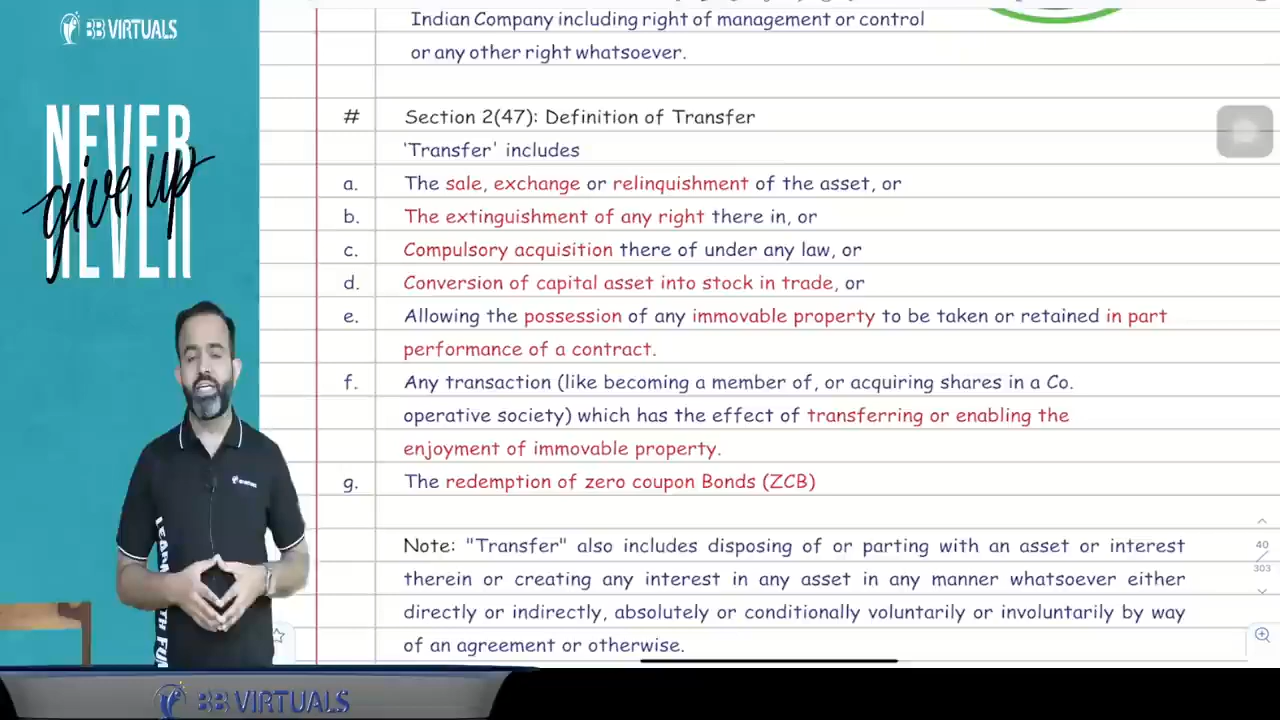 BB VIRTUALS
NEVER
give up
NEVER
Indian Company including right of management or control
or any other right whatsoever.
# Section 2(47): Definition of Transfer
'Transfer' includes
a. The sale, exchange or relinquishment of the asset, or
b. The extinguishment of any right there in, or
c. Compulsory acquisition there of under any law, or
d. Conversion of capital asset into stock in trade, or
e. Allowing the possession of any immovable property to be taken or retained in part
performance of a contract.
f. Any transaction (like becoming a member of, or acquiring shares in a Co.
operative society) which has the effect of transferring or enabling the
enjoyment of immovable property.
g. The redemption of zero coupon Bonds (ZCB)
Note: "Transfer" also includes disposing of or parting with an asset or interest
therein or creating any interest in any asset in any manner whatsoever either
directly or indirectly, absolutely or conditionally voluntarily or involuntarily by way
of an agreement or otherwise.
40
303
BB VIRTUALS